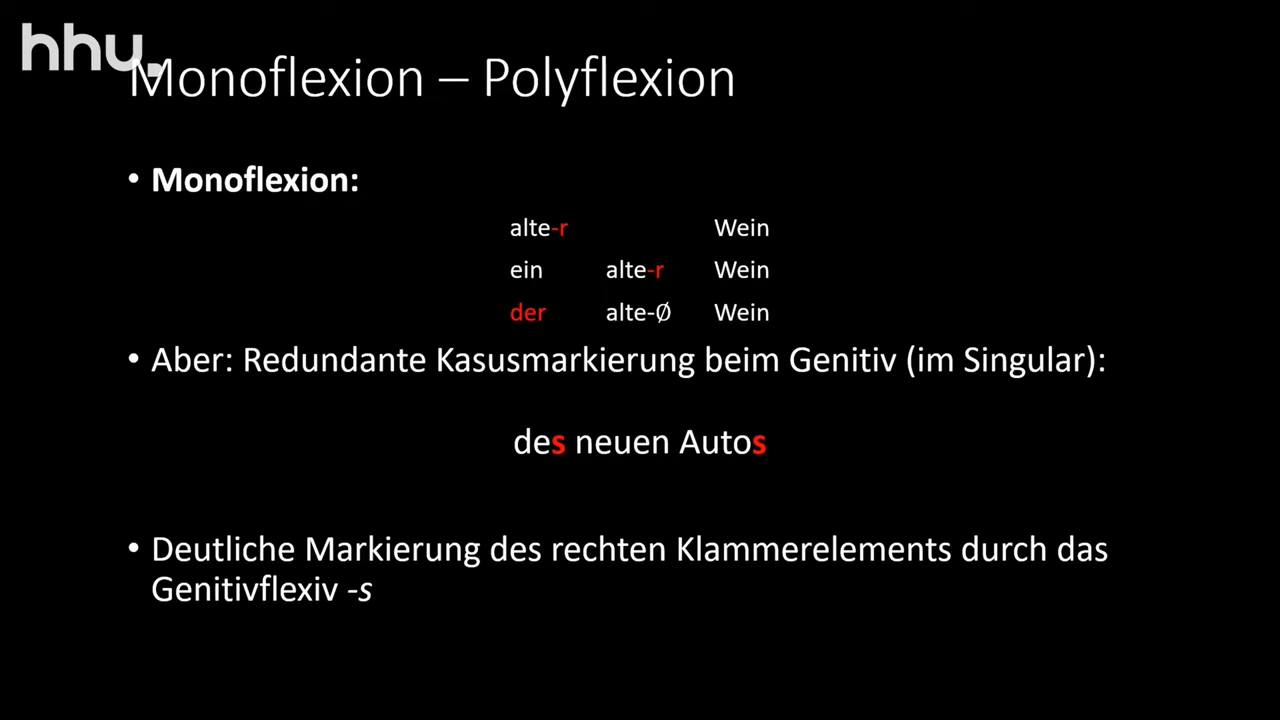 hhu.
Monoflexion – Polyflexion
• Monoflexion:
alte-r Wein
ein alte-r Wein
der alte-Ø Wein
• Aber: Redundante Kasusmarkierung beim Genitiv (im Singular):
des neuen Autos
• Deutliche Markierung des rechten Klammerelements durch das
Genitivflexiv -s